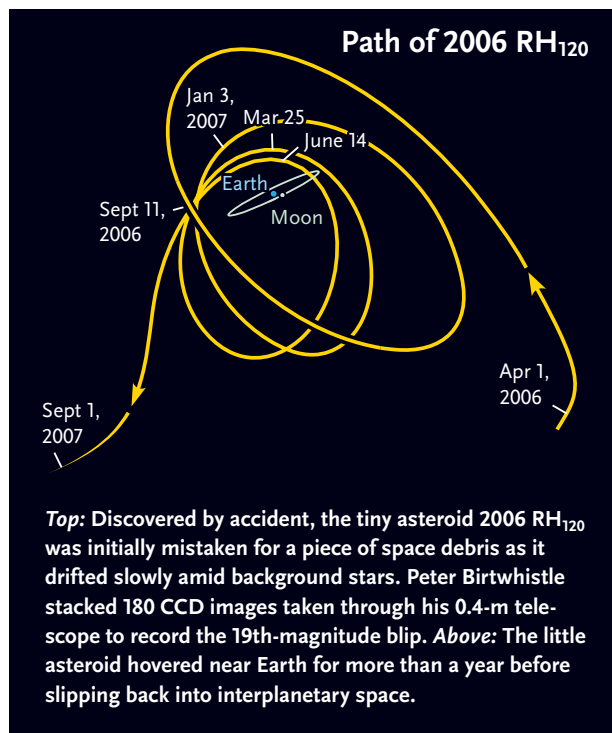 Path of 2006 RH120
Jan 3,
2007
Mar 25
June 14
Earth
Moon
Sept 11,
2006
Apr 1,
2006
Sept 1,
2007
Top: Discovered by accident, the tiny asteroid 2006 RH120
was initially mistaken for a piece of space debris as it
drifted slowly amid background stars. Peter Birtwhistle
stacked 180 CCD images taken through his 0.4-m tele-
scope to record the 19th-magnitude blip. Above: The little
asteroid hovered near Earth for more than a year before
slipping back into interplanetary space.